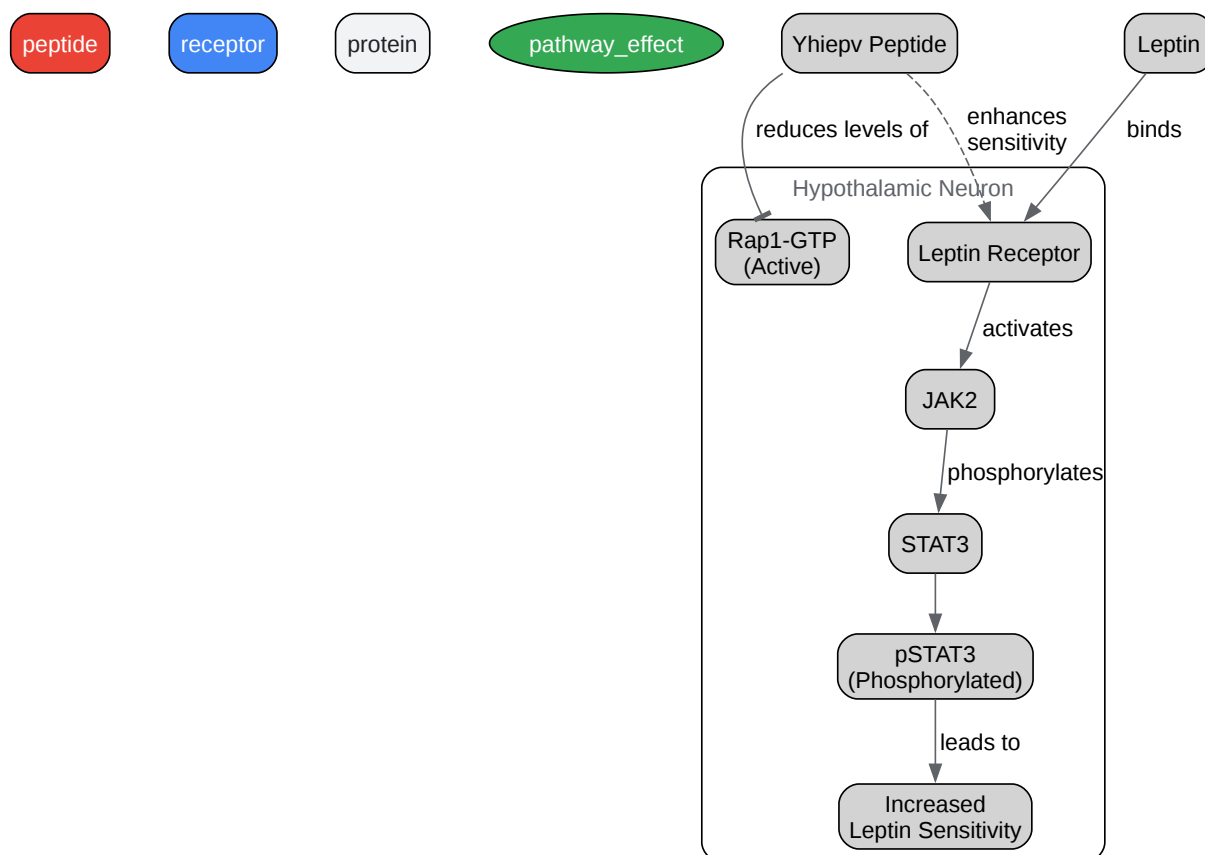 peptide
receptor
protein
pathway_effect
Yhiepv Peptide
Leptin
reduces levels of
enhances
sensitivity
binds
Hypothalamic Neuron
Rap1-GTP
(Active)
Leptin Receptor
activates
JAK2
phosphorylates
STAT3
pSTAT3
(Phosphorylated)
leads to
Increased
Leptin Sensitivity